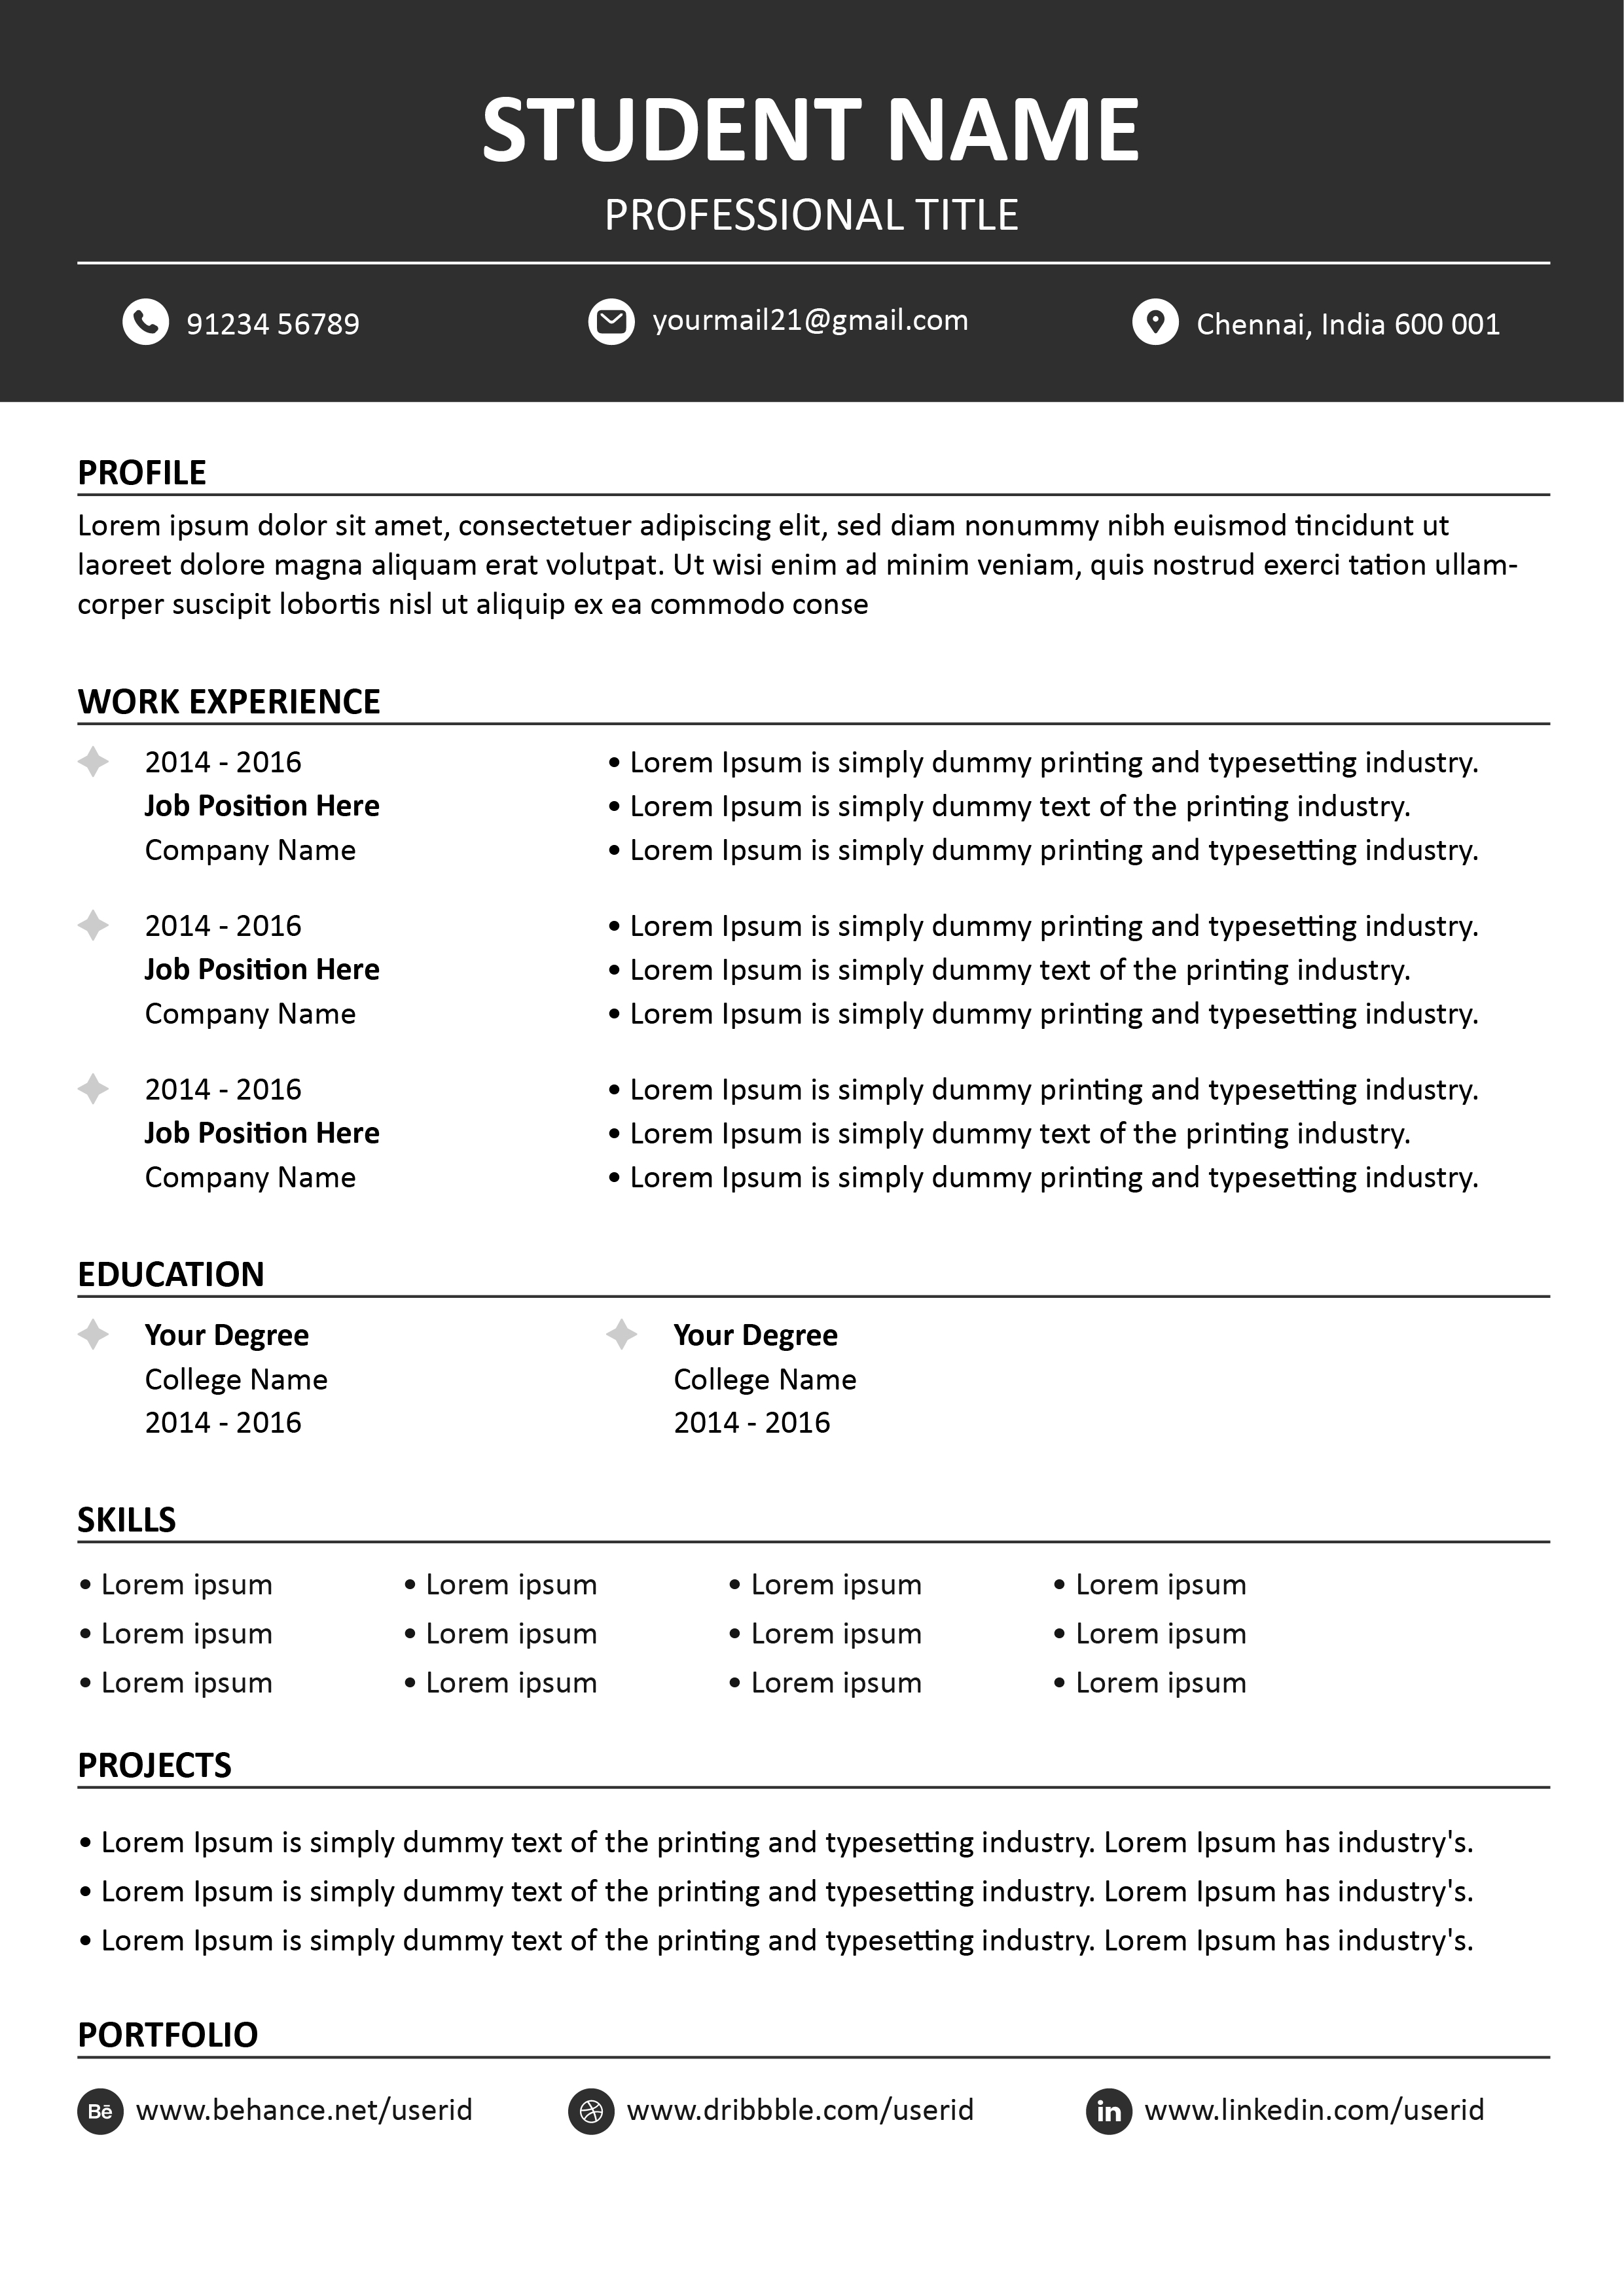 STUDENT NAME
PROFESSIONAL TITLE
91234 56789
yourmail21@gmail.com
Chennai, India 600 001
PROFILE
Lorem ipsum dolor sit amet, consectetuer adipiscing elit, sed diam nonummy nibh euismod tincidunt ut
laoreet dolore magna aliquam erat volutpat. Ut wisi enim ad minim veniam, quis nostrud exerci tation ullam-
corper suscipit lobortis nisl ut aliquip ex ea commodo conse
WORK EXPERIENCE
2014 - 2016
Job Position Here
Company Name
• Lorem Ipsum is simply dummy printing and typesetting industry.
• Lorem Ipsum is simply dummy text of the printing industry.
• Lorem Ipsum is simply dummy printing and typesetting industry.
2014 - 2016
Job Position Here
Company Name
• Lorem Ipsum is simply dummy printing and typesetting industry.
• Lorem Ipsum is simply dummy text of the printing industry.
• Lorem Ipsum is simply dummy printing and typesetting industry.
2014 - 2016
Job Position Here
Company Name
• Lorem Ipsum is simply dummy printing and typesetting industry.
• Lorem Ipsum is simply dummy text of the printing industry.
• Lorem Ipsum is simply dummy printing and typesetting industry.
EDUCATION
Your Degree
College Name
2014 - 2016
Your Degree
College Name
2014 - 2016
SKILLS
• Lorem ipsum
• Lorem ipsum
• Lorem ipsum
• Lorem ipsum
• Lorem ipsum
• Lorem ipsum
• Lorem ipsum
• Lorem ipsum
• Lorem ipsum
• Lorem ipsum
• Lorem ipsum
• Lorem ipsum
PROJECTS
• Lorem Ipsum is simply dummy text of the printing and typesetting industry. Lorem Ipsum has industry's.
• Lorem Ipsum is simply dummy text of the printing and typesetting industry. Lorem Ipsum has industry's.
• Lorem Ipsum is simply dummy text of the printing and typesetting industry. Lorem Ipsum has industry's.
PORTFOLIO
Bē www.behance.net/userid
www.dribbble.com/userid
in www.linkedin.com/userid